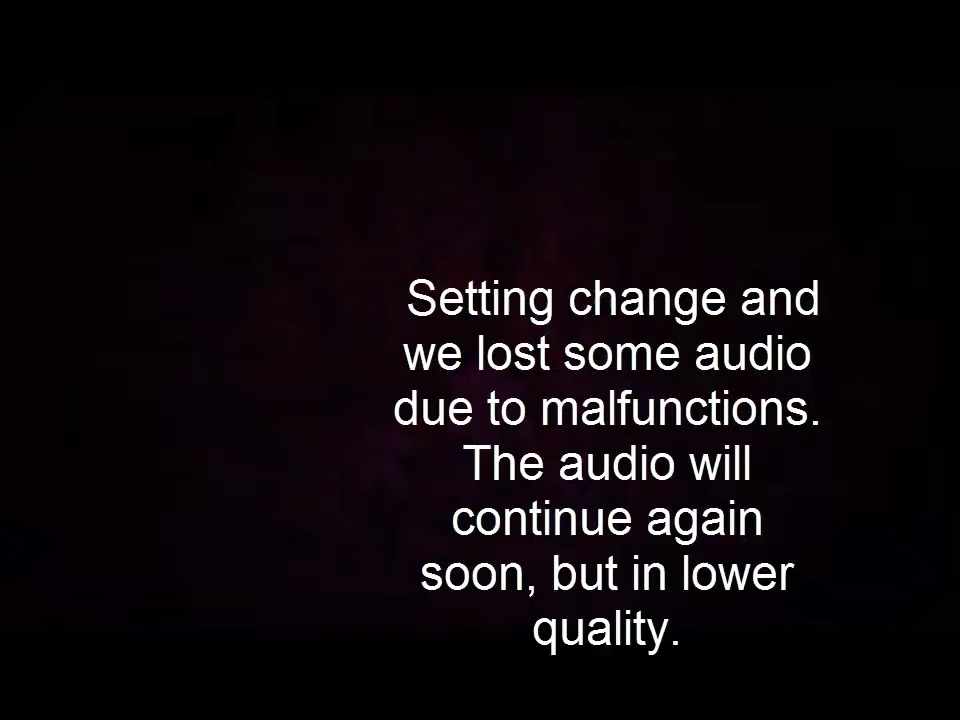 Setting change and
we lost some audio
due to malfunctions.
The audio will
continue again
soon, but in lower
quality.